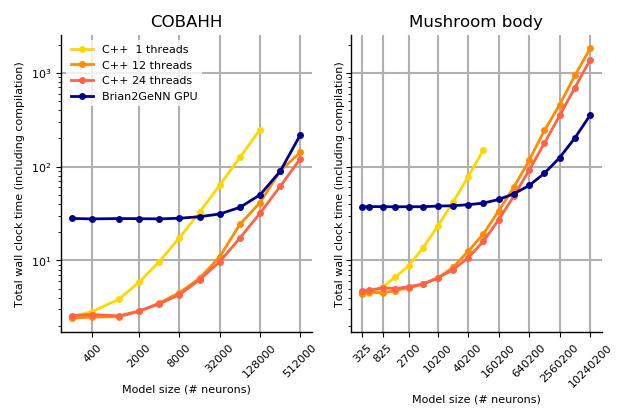 COBAHH
Total wall clock time (including compilation)
10³
10²
10¹
C++  1 threads
C++ 12 threads
C++ 24 threads
Brian2GeNN GPU
400
2000
8000
32000
128000
512000
Model size (# neurons)
Mushroom body
Total wall clock time (including compilation)
10³
10²
10¹
325
825
2700
10200
40200
160200
640200
2560200
10240200
Model size (# neurons)